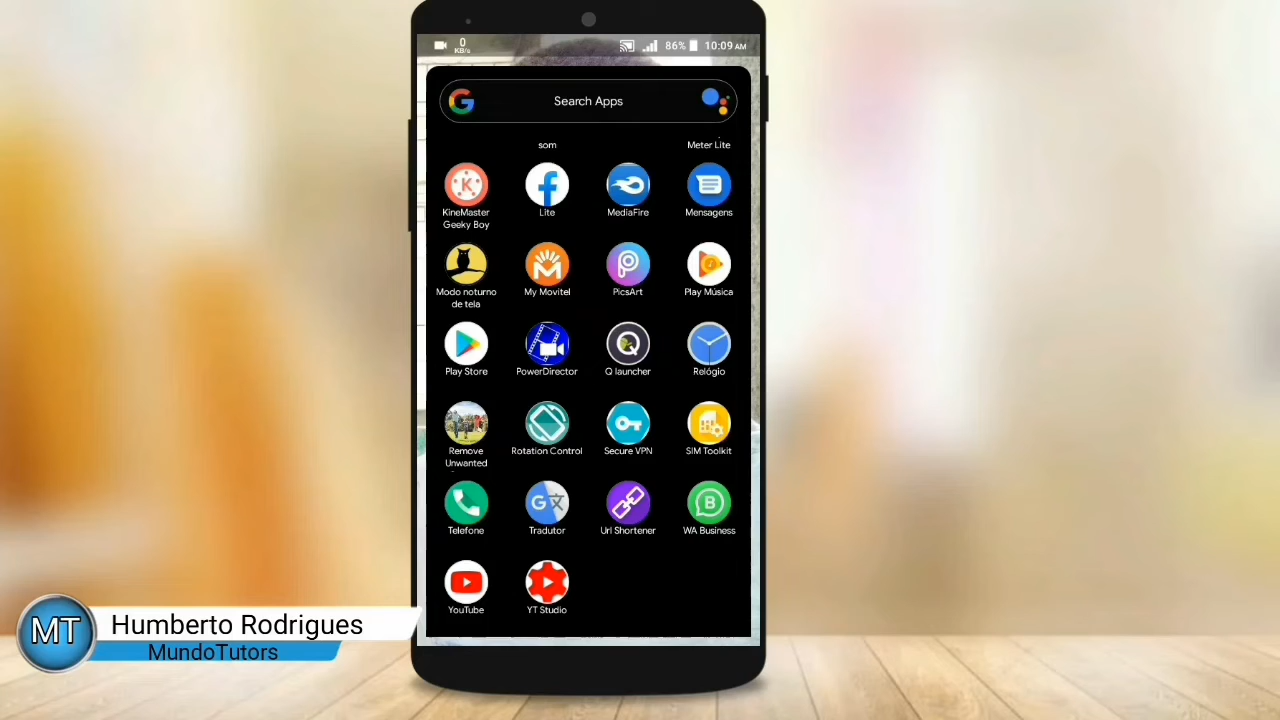 0
KB/s
86%
10:09 AM
Search Apps
som
Meter Lite
KineMaster
Geeky Boy
Lite
MediaFire
Mensagens
Modo noturno
de tela
My Movitel
PicsArt
Play Música
Play Store
PowerDirector
Q launcher
Relógio
Remove
Unwanted
Rotation Control
Secure VPN
SIM Toolkit
Telefone
Tradutor
Url Shortener
WA Business
YouTube
YT Studio
MT
Humberto Rodrigues
MundoTutors